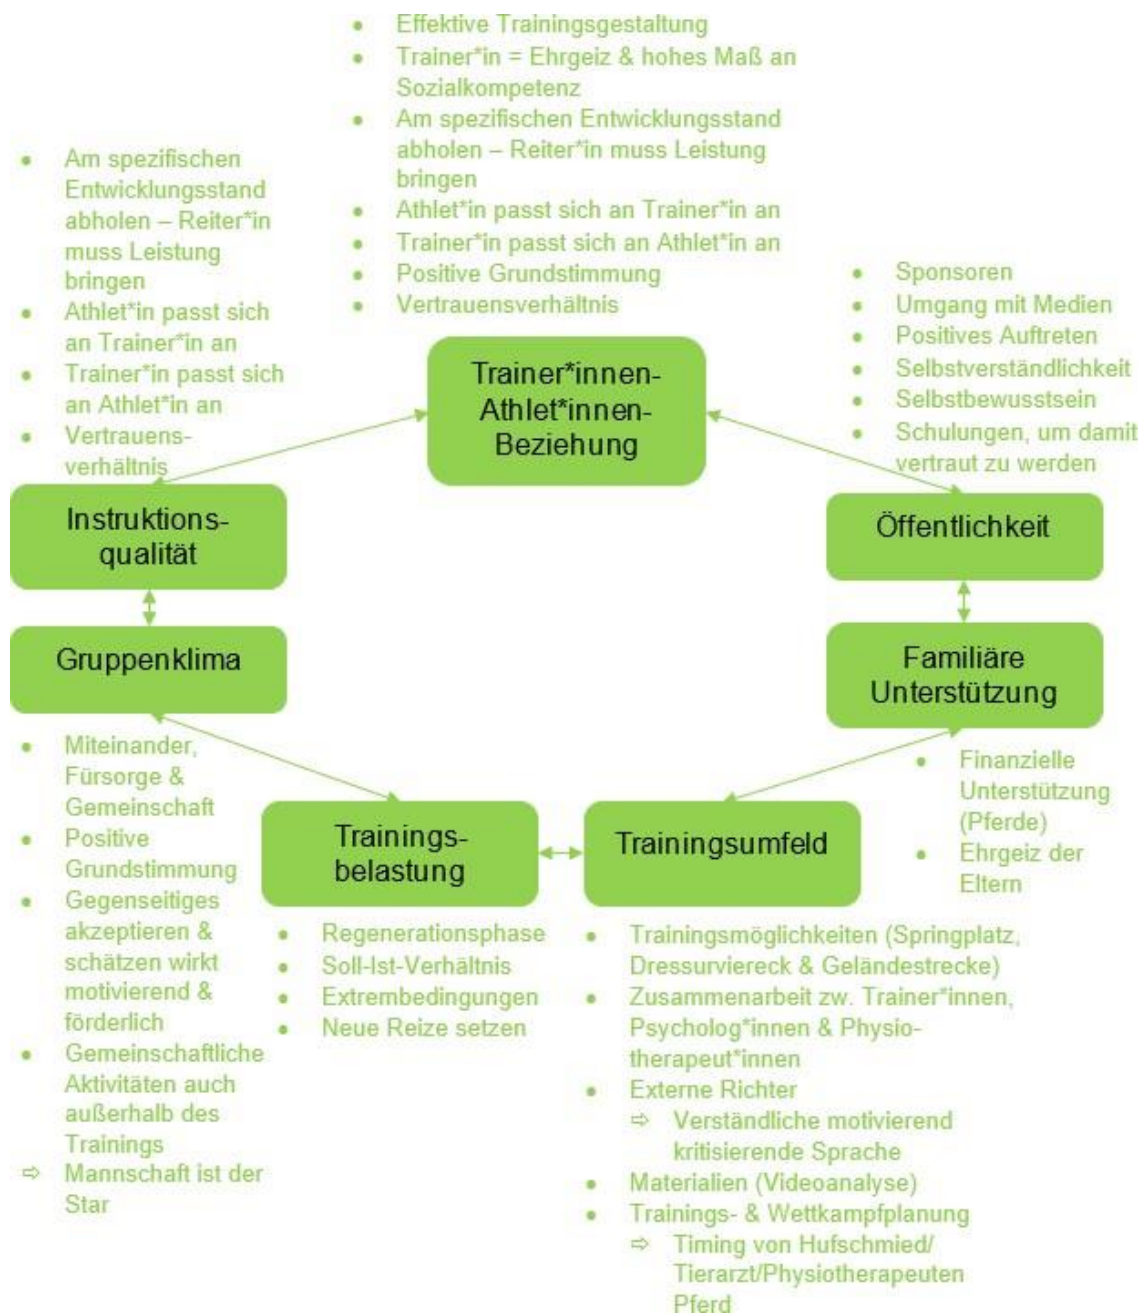 • Effektive Trainingsgestaltung
• Trainer*in = Ehrgeiz & hohes Maß an
Sozialkompetenz
• Am spezifischen Entwicklungsstand
abholen – Reiter*in muss Leistung
bringen
• Athlet*in passt sich an Trainer*in an
• Trainer*in passt sich an Athlet*in an
• Positive Grundstimmung
• Vertrauensverhältnis
• Am spezifischen
Entwicklungsstand
abholen – Reiter*in
muss Leistung
bringen
• Athlet*in passt sich
an Trainer*in an
• Trainer*in passt sich
an Athlet*in an
• Vertrauens-
verhältnis
• Sponsoren
• Umgang mit Medien
• Positives Auftreten
• Selbstverständlichkeit
• Selbstbewusstsein
• Schulungen, um damit
vertraut zu werden
Trainer*innen-
Athlet*innen-
Beziehung
Instruktions-
qualität
Öffentlichkeit
Gruppenklima
Familiäre
Unterstützung
• Miteinander,
Fürsorge &
Gemeinschaft
• Positive
Grundstimmung
• Gegenseitiges
akzeptieren &
schätzen wirkt
motivierend &
förderlich
• Gemeinschaftliche
Aktivitäten auch
außerhalb des
Trainings
⇨ Mannschaft ist der
Star
• Finanzielle
Unterstützung
(Pferde)
• Ehrgeiz der
Eltern
Trainings-
belastung
Trainingsumfeld
• Regenerationsphase
• Soll-Ist-Verhältnis
• Extrembedingungen
• Neue Reize setzen
• Trainingsmöglichkeiten (Springplatz,
Dressurviereck & Geländestrecke)
• Zusammenarbeit zw. Trainer*innen,
Psycholog*innen & Physio-
therapeut*innen
• Externe Richter
⇨ Verständliche motivierend
kritisierende Sprache
• Materialien (Videoanalyse)
• Trainings- & Wettkampfplanung
⇨ Timing von Hufschmied/
Tierarzt/Physiotherapeuten
Pferd